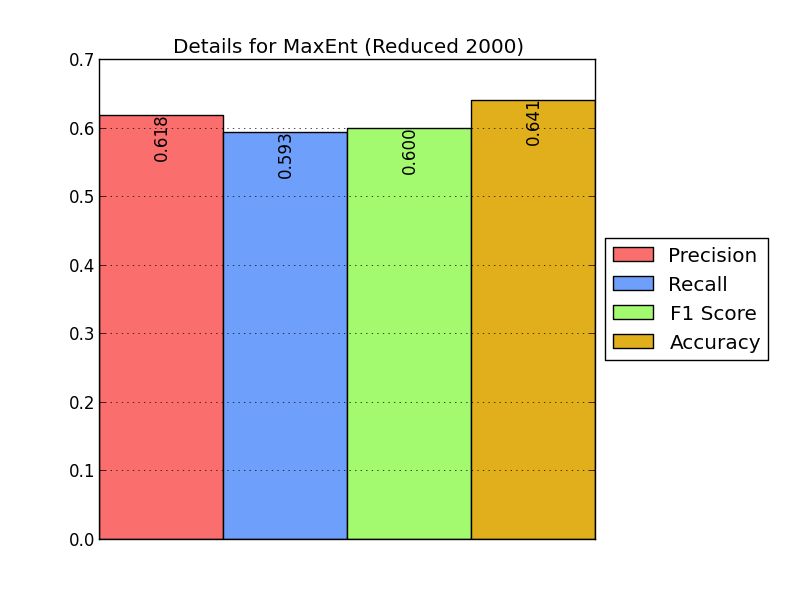 Details for MaxEnt (Reduced 2000)
0.7
0.6
0.5
0.4
0.3
0.2
0.1
0.0
0.618
0.593
0.600
0.641
Precision
Recall
F1 Score
Accuracy